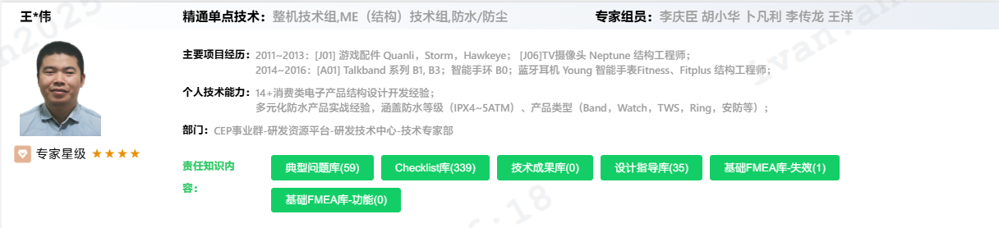 王*伟 精通单点技术：整机技术组,ME（结构）技术组,防水/防尘 专家组员：李庆臣 胡小华 卜凡利 李传龙 王洋
主要项目经历：2011~2013：[J01] 游戏配件 Quanli，Storm，Hawkeye； [J06]TV摄像头 Neptune 结构工程师；
2014~2016：[A01] Talkband 系列 B1, B3；智能手环 B0；蓝牙耳机 Young 智能手表Fitness、Fitplus 结构工程师；
个人技术能力：14+消费类电子产品结构设计开发经验；
多元化防水产品实战经验，涵盖防水等级（IPX4~5ATM）、产品类型（Band，Watch，TWS，Ring，安防等）；
部门：CEP事业群-研发资源平台-研发技术中心-技术专家部
专家星级 ★★★★
责任知识内容： 典型问题库(59) Checklist库(339) 技术成果库(0) 设计指导库(35) 基础FMEA库-失效(1)
基础FMEA库-功能(0)